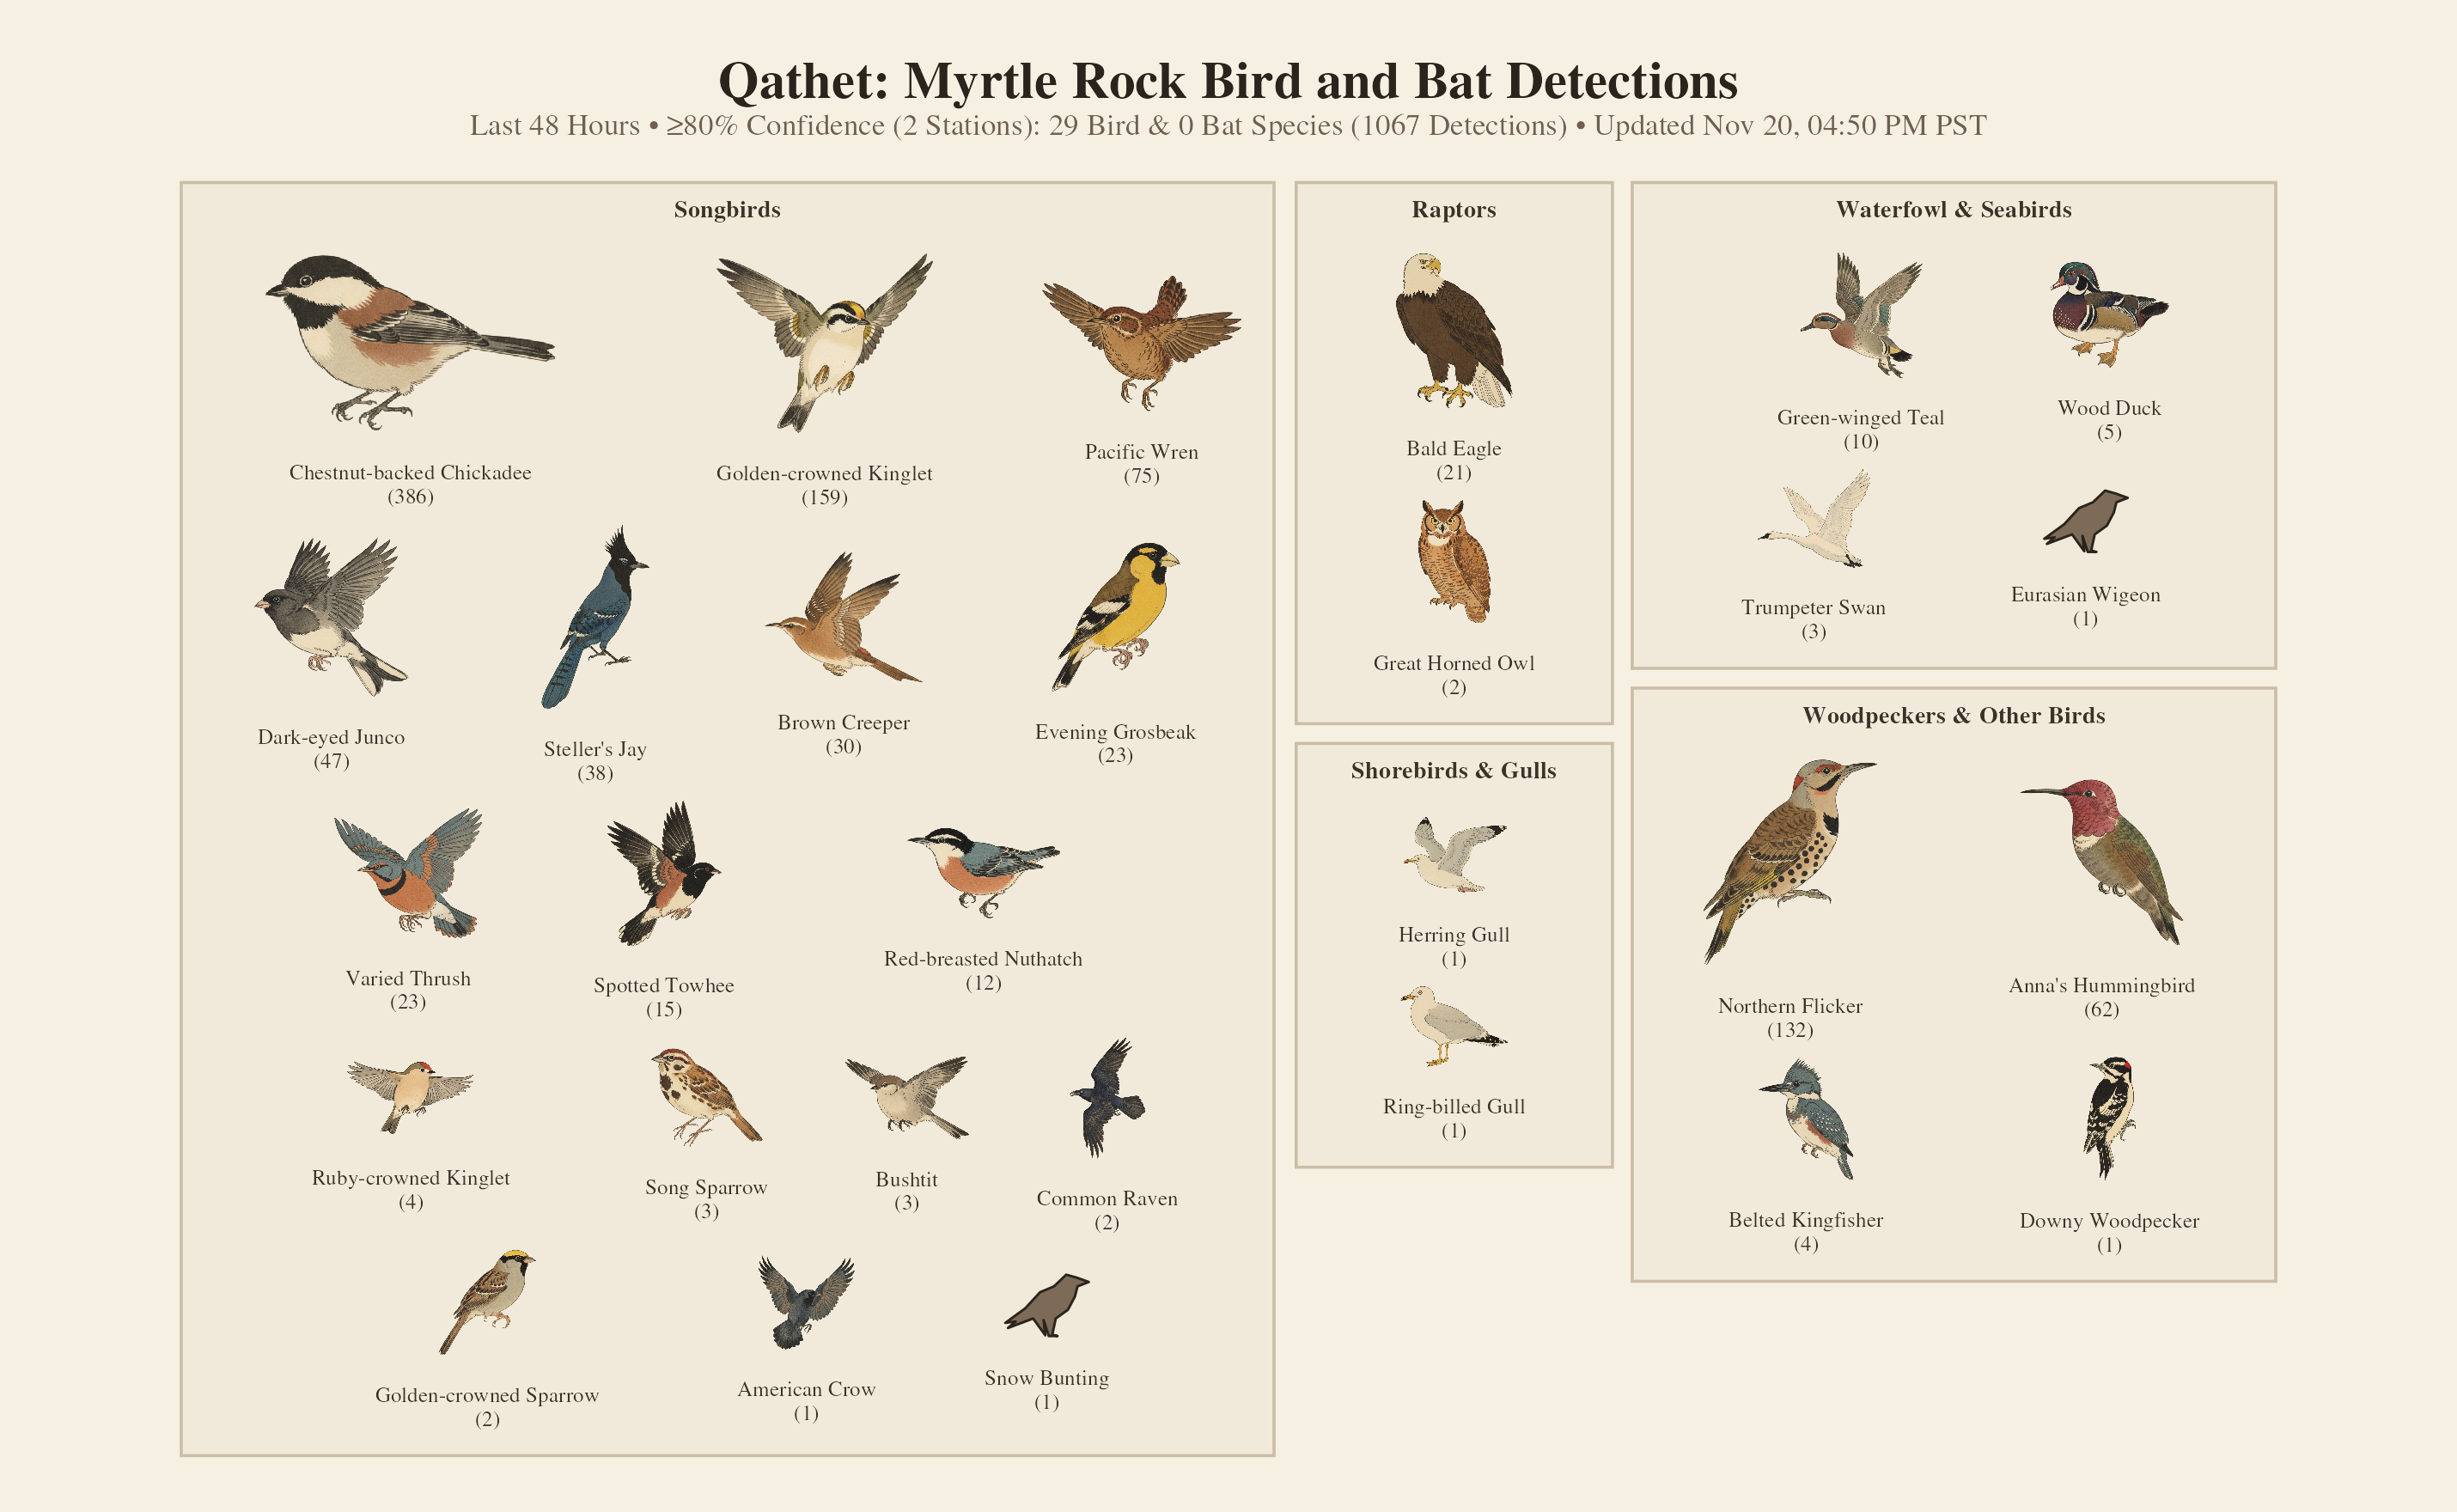 Qathet: Myrtle Rock Bird and Bat Detections
Last 48 Hours • ≥80% Confidence (2 Stations): 29 Bird & 0 Bat Species (1067 Detections) • Updated Nov 20, 04:50 PM PST
Songbirds
Chestnut-backed Chickadee
(386)
Golden-crowned Kinglet
(159)
Pacific Wren
(75)
Dark-eyed Junco
(47)
Steller's Jay
(38)
Brown Creeper
(30)
Evening Grosbeak
(23)
Varied Thrush
(23)
Spotted Towhee
(15)
Red-breasted Nuthatch
(12)
Ruby-crowned Kinglet
(4)
Song Sparrow
(3)
Bushtit
(3)
Common Raven
(2)
Golden-crowned Sparrow
(2)
American Crow
(1)
Snow Bunting
(1)
Raptors
Bald Eagle
(21)
Great Horned Owl
(2)
Shorebirds & Gulls
Herring Gull
(1)
Ring-billed Gull
(1)
Waterfowl & Seabirds
Green-winged Teal
(10)
Wood Duck
(5)
Trumpeter Swan
(3)
Eurasian Wigeon
(1)
Woodpeckers & Other Birds
Northern Flicker
(132)
Anna's Hummingbird
(62)
Belted Kingfisher
(4)
Downy Woodpecker
(1)